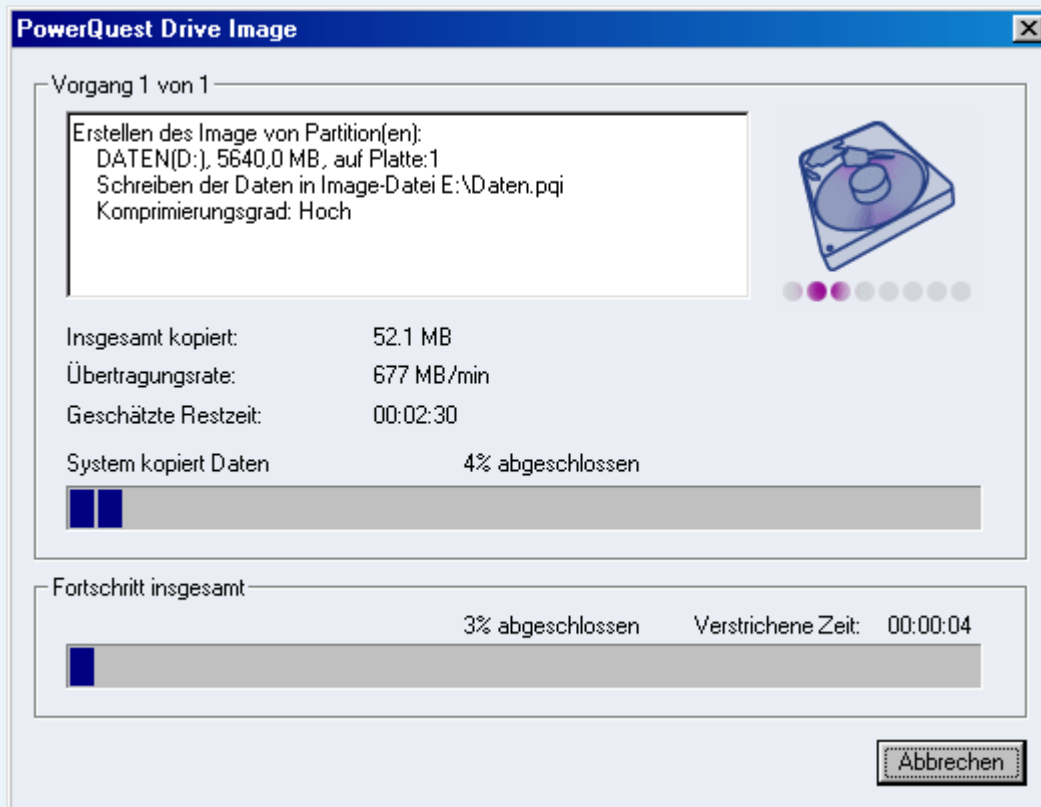 PowerQuest Drive Image
Vorgang 1 von 1
Erstellen des Image von Partition(en):
DATEN(D:), 5640,0 MB, auf Platte:1
Schreiben der Daten in Image-Datei E:\Daten.pqi
Komprimierungsgrad: Hoch
Insgesamt kopiert: 52.1 MB
Übertragungsrate: 677 MB/min
Geschätzte Restzeit: 00:02:30
System kopiert Daten 4% abgeschlossen
Fortschritt insgesamt
3% abgeschlossen Verstrichene Zeit: 00:00:04
Abbrechen